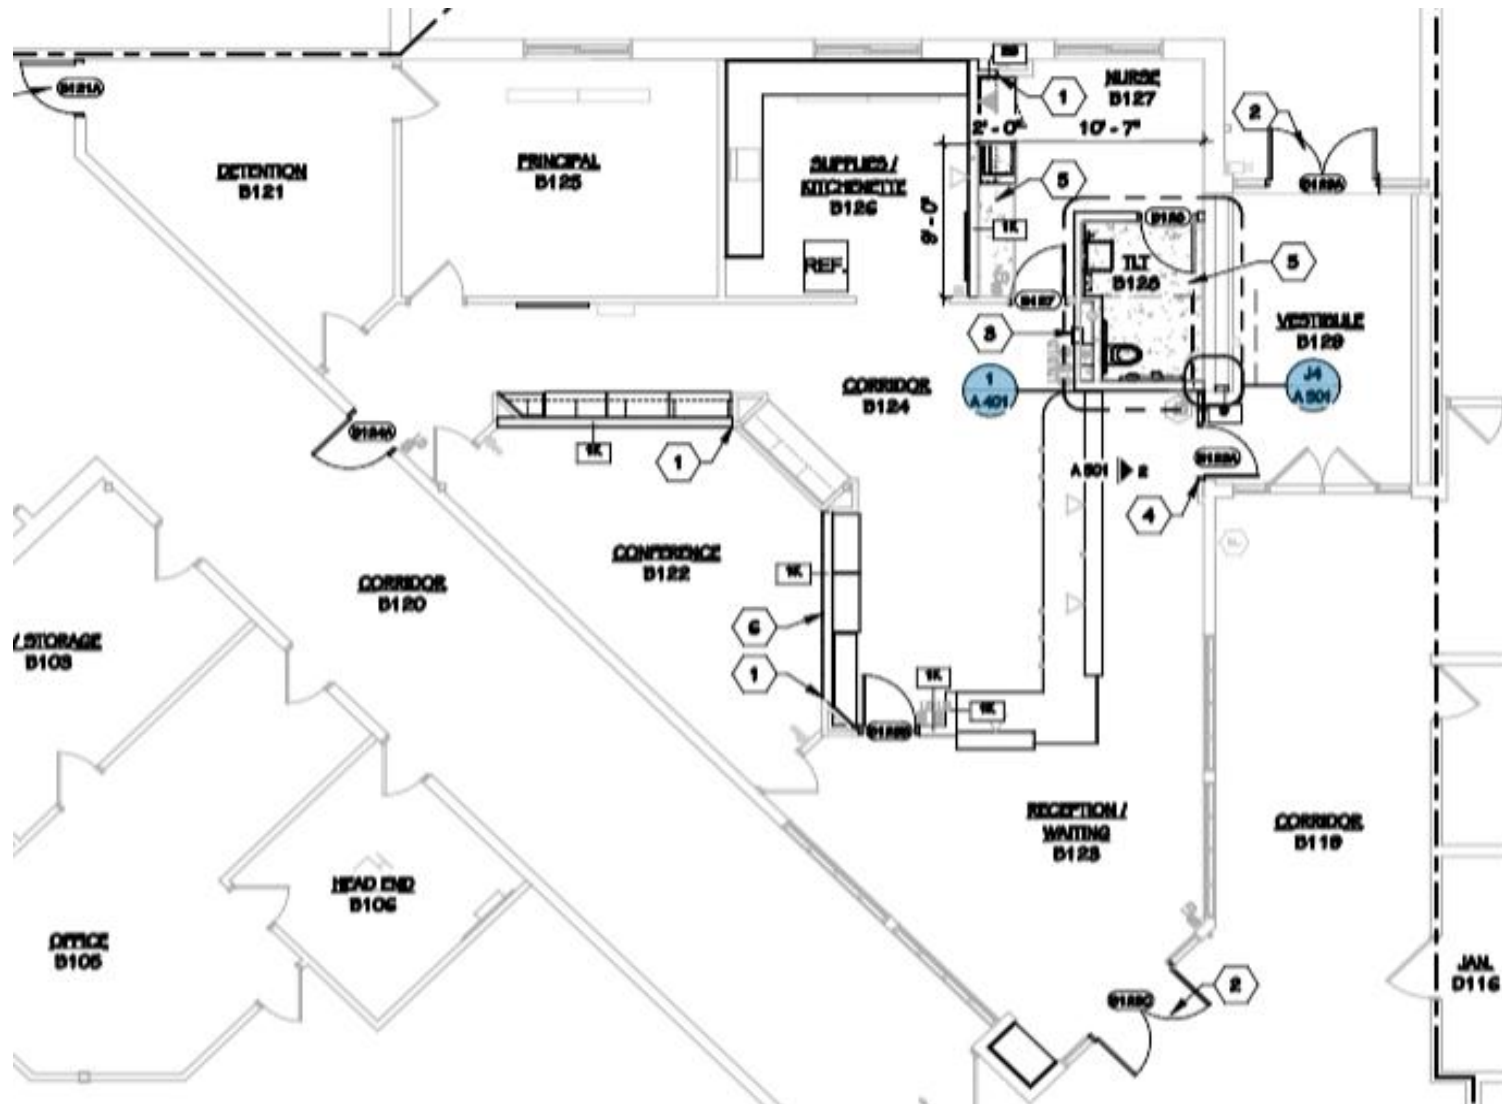 B121A
DETENTION
B121
PRINCIPAL
B125
SUPPLIES /
KITCHENETTE
B126
REF.
NURSE
B127
1
2' - 0"
10' - 7"
9' - 0"
5
1K
2
B127
TLT
B128
5
VESTIBULE
B129
3
1
A 401
J4
A 501
CORRIDOR
B124
1K
1
A 501
2
4
CONFERENCE
B122
1K
6
1
1K
1K
CORRIDOR
B120
/ STORAGE
B103
HEAD END
B106
OFFICE
B105
RECEPTION /
WAITING
B123
CORRIDOR
B119
B123C
2
JAN.
D116